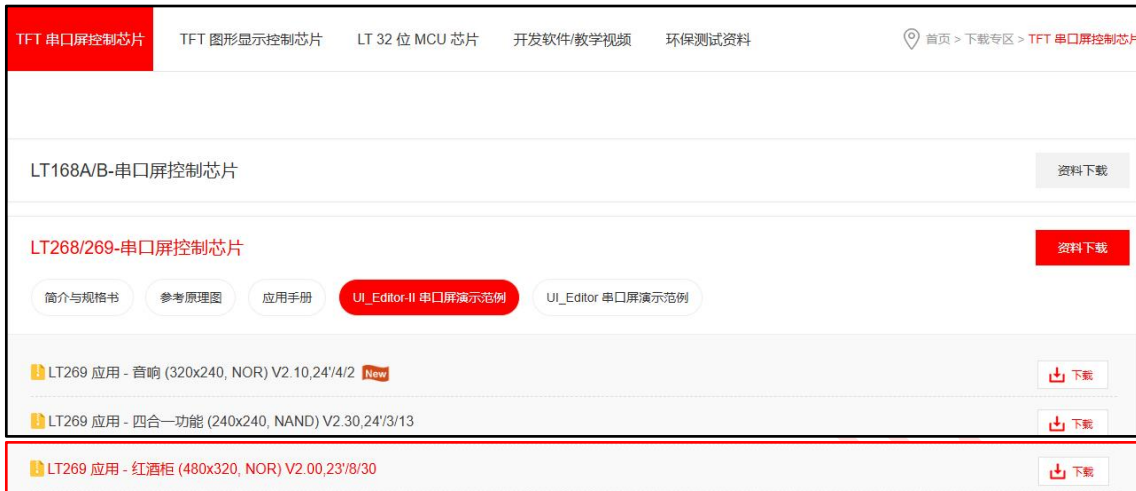 TFT 串口屏控制芯片 TFT 图形显示控制芯片 LT 32 位 MCU 芯片 开发软件/教学视频 环保测试资料 首页 > 下载专区 > TFT 串口屏控制芯片
LT168A/B-串口屏控制芯片 资料下载
LT268/269-串口屏控制芯片 资料下载
简介与规格书 参考原理图 应用手册 UI_Editor-II 串口屏演示范例 UI_Editor 串口屏演示范例
LT269 应用 - 音响 (320x240, NOR) V2.10,24'/4/2 New 下载
LT269 应用 - 四合一功能 (240x240, NAND) V2.30,24'/3/13 下载
LT269 应用 - 红酒柜 (480x320, NOR) V2.00,23'/8/30 下载